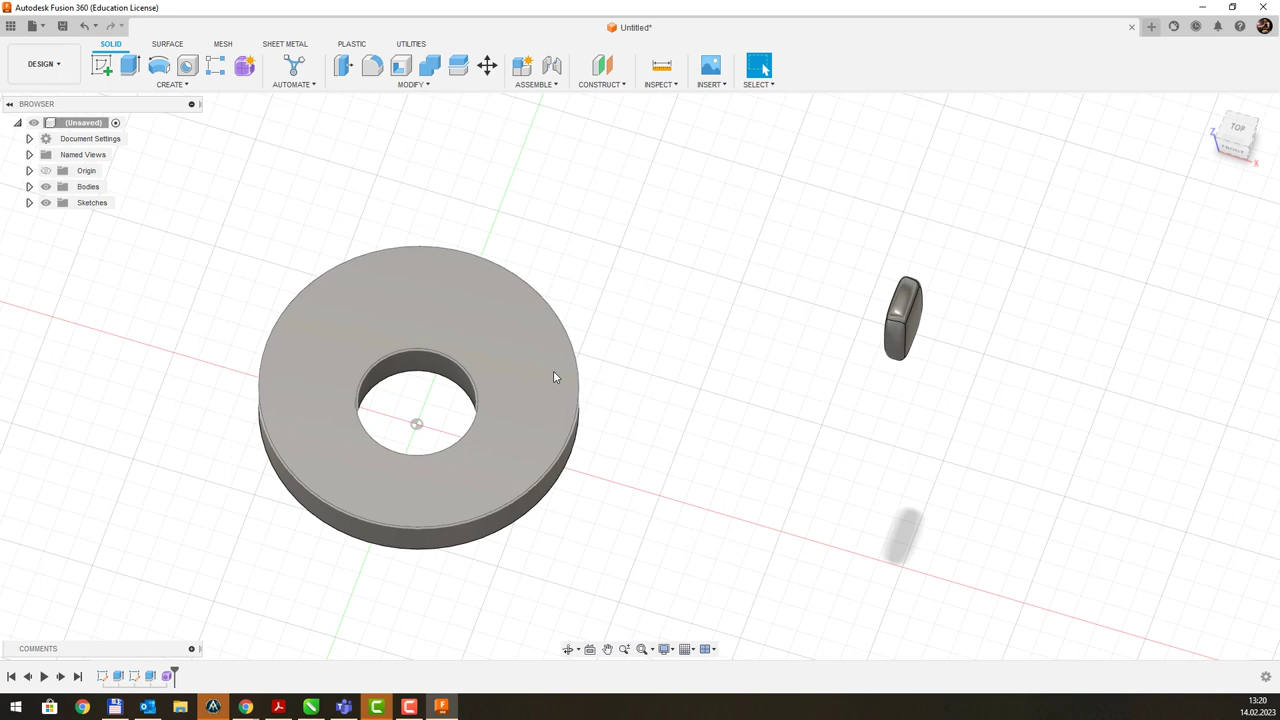 Autodesk Fusion 360 (Education License)
Untitled*
DESIGN
SOLID SURFACE MESH SHEET METAL PLASTIC UTILITIES
CREATE AUTOMATE MODIFY ASSEMBLE CONSTRUCT INSPECT INSERT SELECT
BROWSER
(Unsaved)
Document Settings
Named Views
Origin
Bodies
Sketches
TOP
FRONT
Z
X
COMMENTS
13:20
14.02.2023